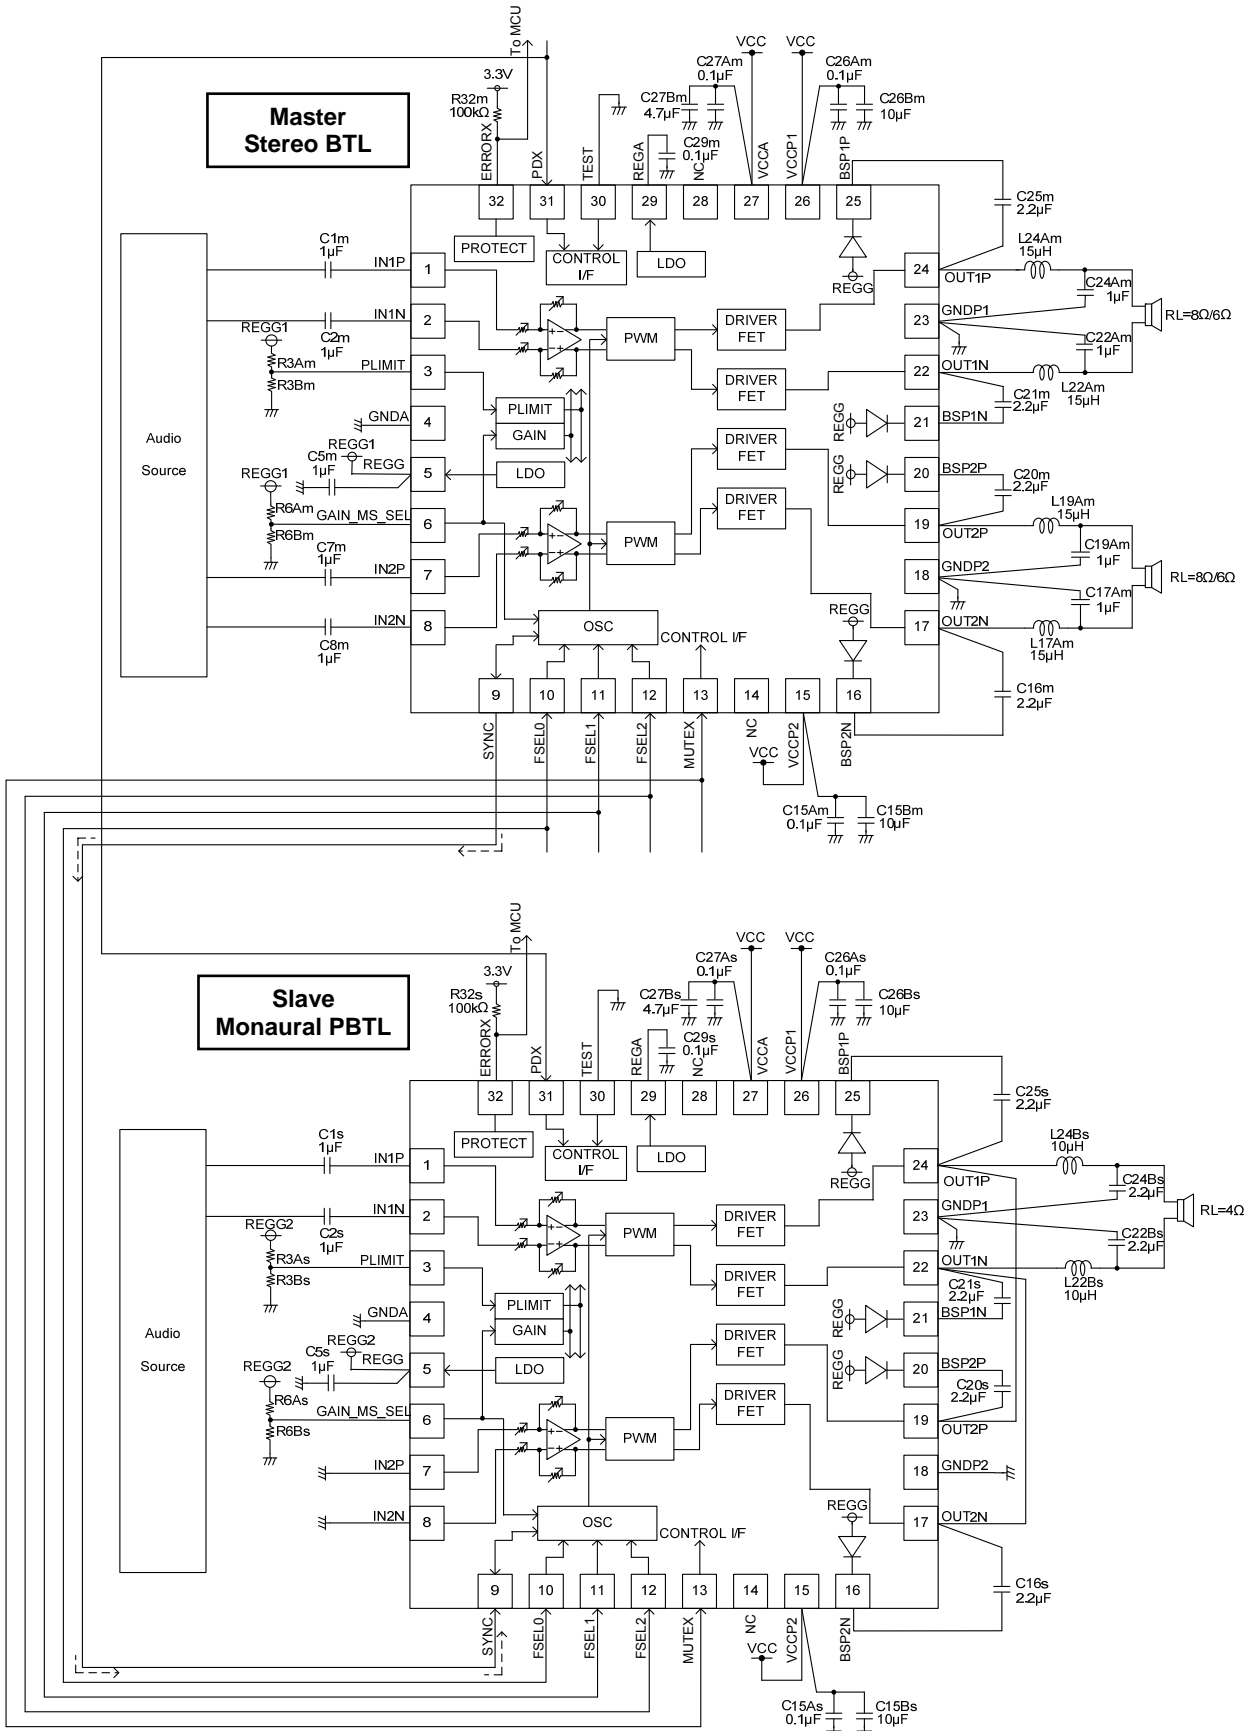 To MCU
3.3V
R32m
100kΩ
ERRORX
PDX
TEST
REGA
C29m
0.1µF
NC
C27Bm
4.7µF
C27Am
0.1µF
VCC
VCCA
VCC
VCCP1
C26Am
0.1µF
C26Bm
10µF
BSP1P
Master
Stereo BTL
32
31
30
29
28
27
26
25
PROTECT
CONTROL
I/F
LDO
REGG
C25m
2.2µF
Audio
Source
C1m
1µF
IN1P
1
C2m
1µF
IN1N
2
REGG1
R3Am
R3Bm
PLIMIT
3
GNDA
4
REGG1
C5m
1µF
REGG
5
REGG1
R6Am
R6Bm
GAIN_MS_SEL
6
C7m
1µF
IN2P
7
C8m
1µF
IN2N
8
PWM
DRIVER
FET
DRIVER
FET
PLIMIT
GAIN
LDO
DRIVER
FET
DRIVER
FET
PWM
OSC
CONTROL I/F
REGG
REGG
REGG
24
OUT1P
L24Am
15µH
C24Am
1µF
23
GNDP1
C22Am
1µF
RL=8Ω/6Ω
22
OUT1N
L22Am
15µH
C21m
2.2µF
21
BSP1N
20
BSP2P
C20m
2.2µF
19
OUT2P
L19Am
15µH
C19Am
1µF
18
GNDP2
C17Am
1µF
RL=8Ω/6Ω
17
OUT2N
L17Am
15µH
C16m
2.2µF
9
10
11
12
13
14
15
16
SYNC
FSEL0
FSEL1
FSEL2
MUTEX
NC
VCC
VCCP2
BSP2N
C15Am
0.1µF
C15Bm
10µF
To MCU
3.3V
R32s
100kΩ
ERRORX
PDX
TEST
REGA
C29s
0.1µF
NC
C27Bs
4.7µF
C27As
0.1µF
VCC
VCCA
VCC
VCCP1
C26As
0.1µF
C26Bs
10µF
BSP1P
Slave
Monaural PBTL
32
31
30
29
28
27
26
25
PROTECT
CONTROL
I/F
LDO
REGG
C25s
2.2µF
Audio
Source
C1s
1µF
IN1P
1
C2s
1µF
IN1N
2
REGG2
R3As
R3Bs
PLIMIT
3
GNDA
4
REGG2
C5s
1µF
REGG
5
REGG2
R6As
R6Bs
GAIN_MS_SEL
6
IN2P
7
IN2N
8
PWM
DRIVER
FET
DRIVER
FET
PLIMIT
GAIN
LDO
DRIVER
FET
DRIVER
FET
PWM
OSC
CONTROL I/F
REGG
REGG
REGG
24
OUT1P
L24Bs
10µH
C24Bs
2.2µF
23
GNDP1
C22Bs
2.2µF
RL=4Ω
22
OUT1N
L22Bs
10µH
C21s
2.2µF
21
BSP1N
20
BSP2P
C20s
2.2µF
19
OUT2P
18
GNDP2
17
OUT2N
C16s
2.2µF
9
10
11
12
13
14
15
16
SYNC
FSEL0
FSEL1
FSEL2
MUTEX
NC
VCC
VCCP2
BSP2N
C15As
0.1µF
C15Bs
10µF